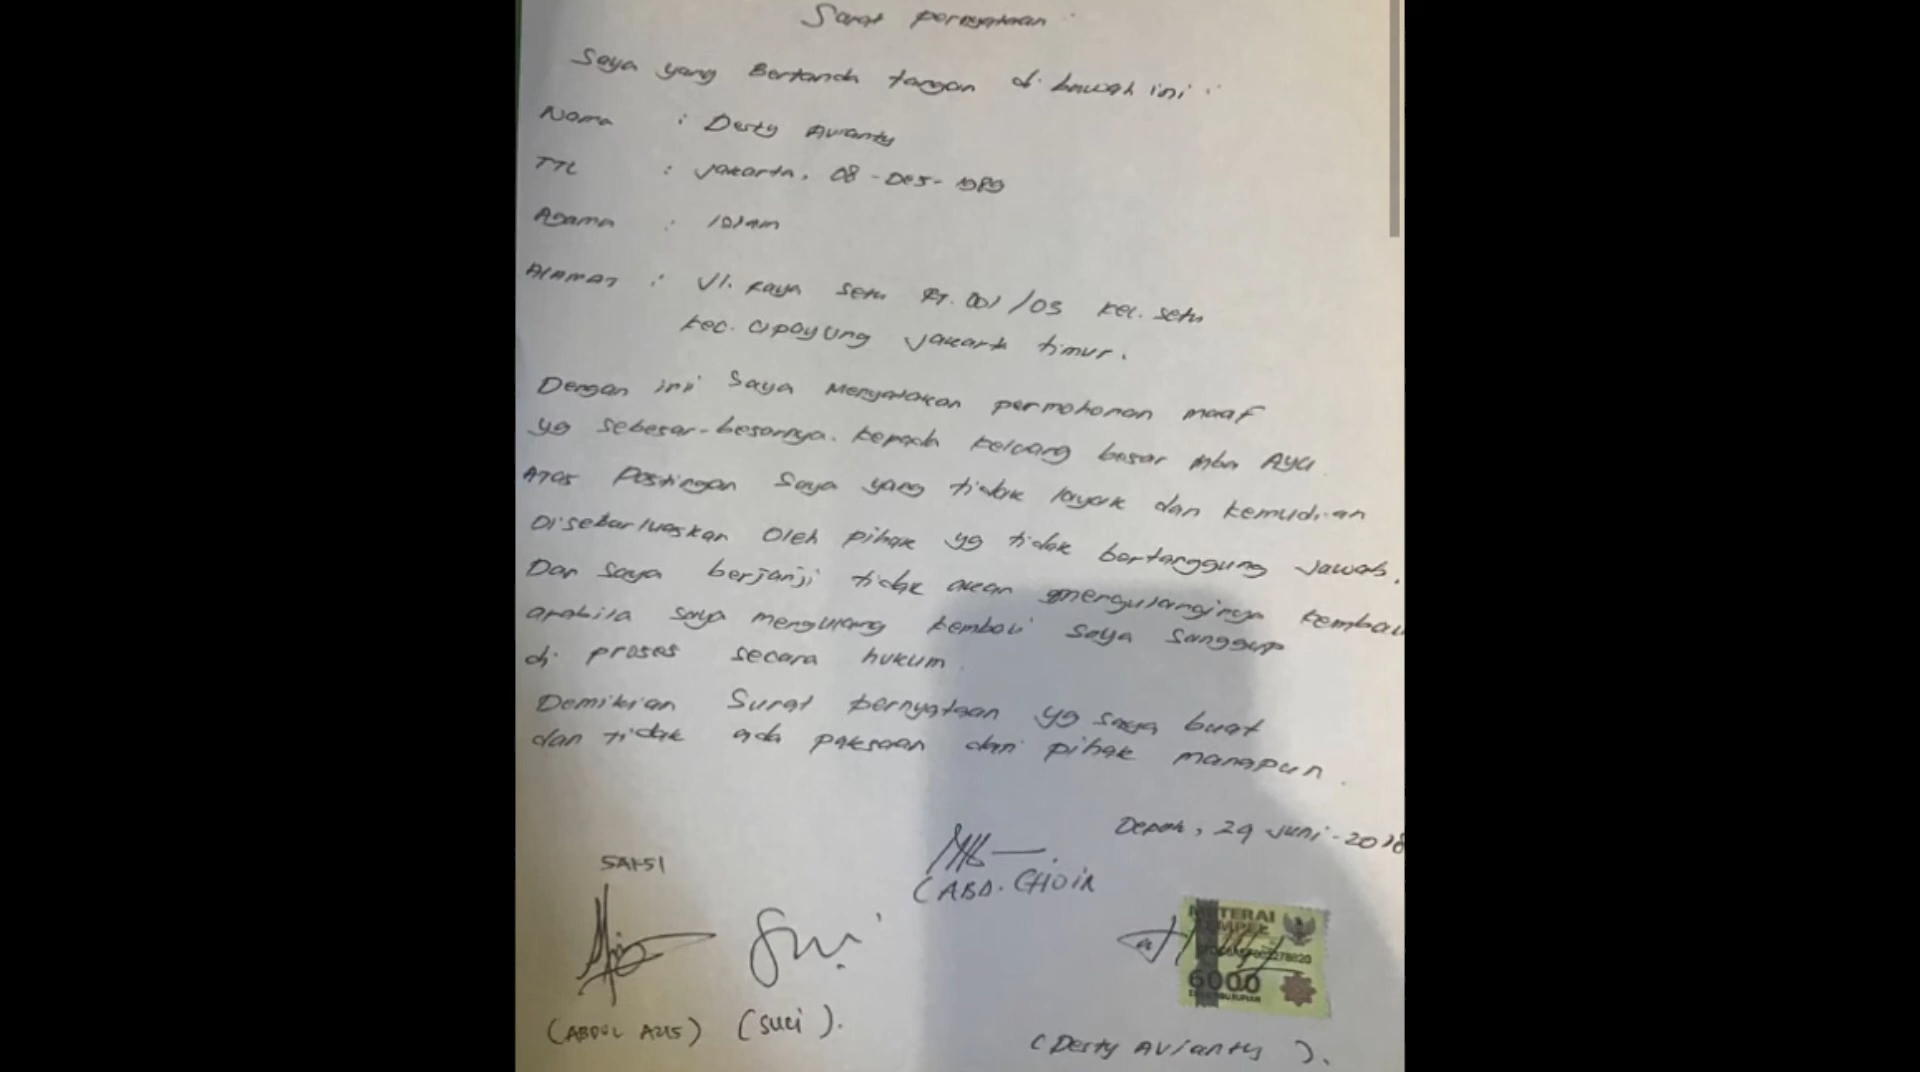 Surat pernyataan
Saya yang Bertanda tangan di bawah ini :
Nama : Desty Avianty
TTL : Jakarta, 08 - Des - 1989
Agama : Islam
ALAMAT : Jl. Raya setu RT. 001/03 kel. setu
kec. cipayung Jakarta timur.
Dengan ini saya Menyatakan permohonan maaf
yg sebesar-besarnya. kepada keluarg besar mba Ayu
ATAS Postingan saya yang tidak layak dan kemudian
Disebarluaskan oleh pihak yg tidak bertanggung jawab.
Dan saya berjanji tidak akan mengulanginya kembali
apabila saya mengulang kembali saya sanggup
di proses secara hukum.
Demikian Surat pernyataan yg saya buat
dan tidak ada paksaan dari pihak manapun.
Depok, 29 Juni - 2018
SAKSI
(ABD. CHOIR
METERAI
TEMPEL
6000
(ABDUL AZIS) (Suci).
(Desty Avianty).